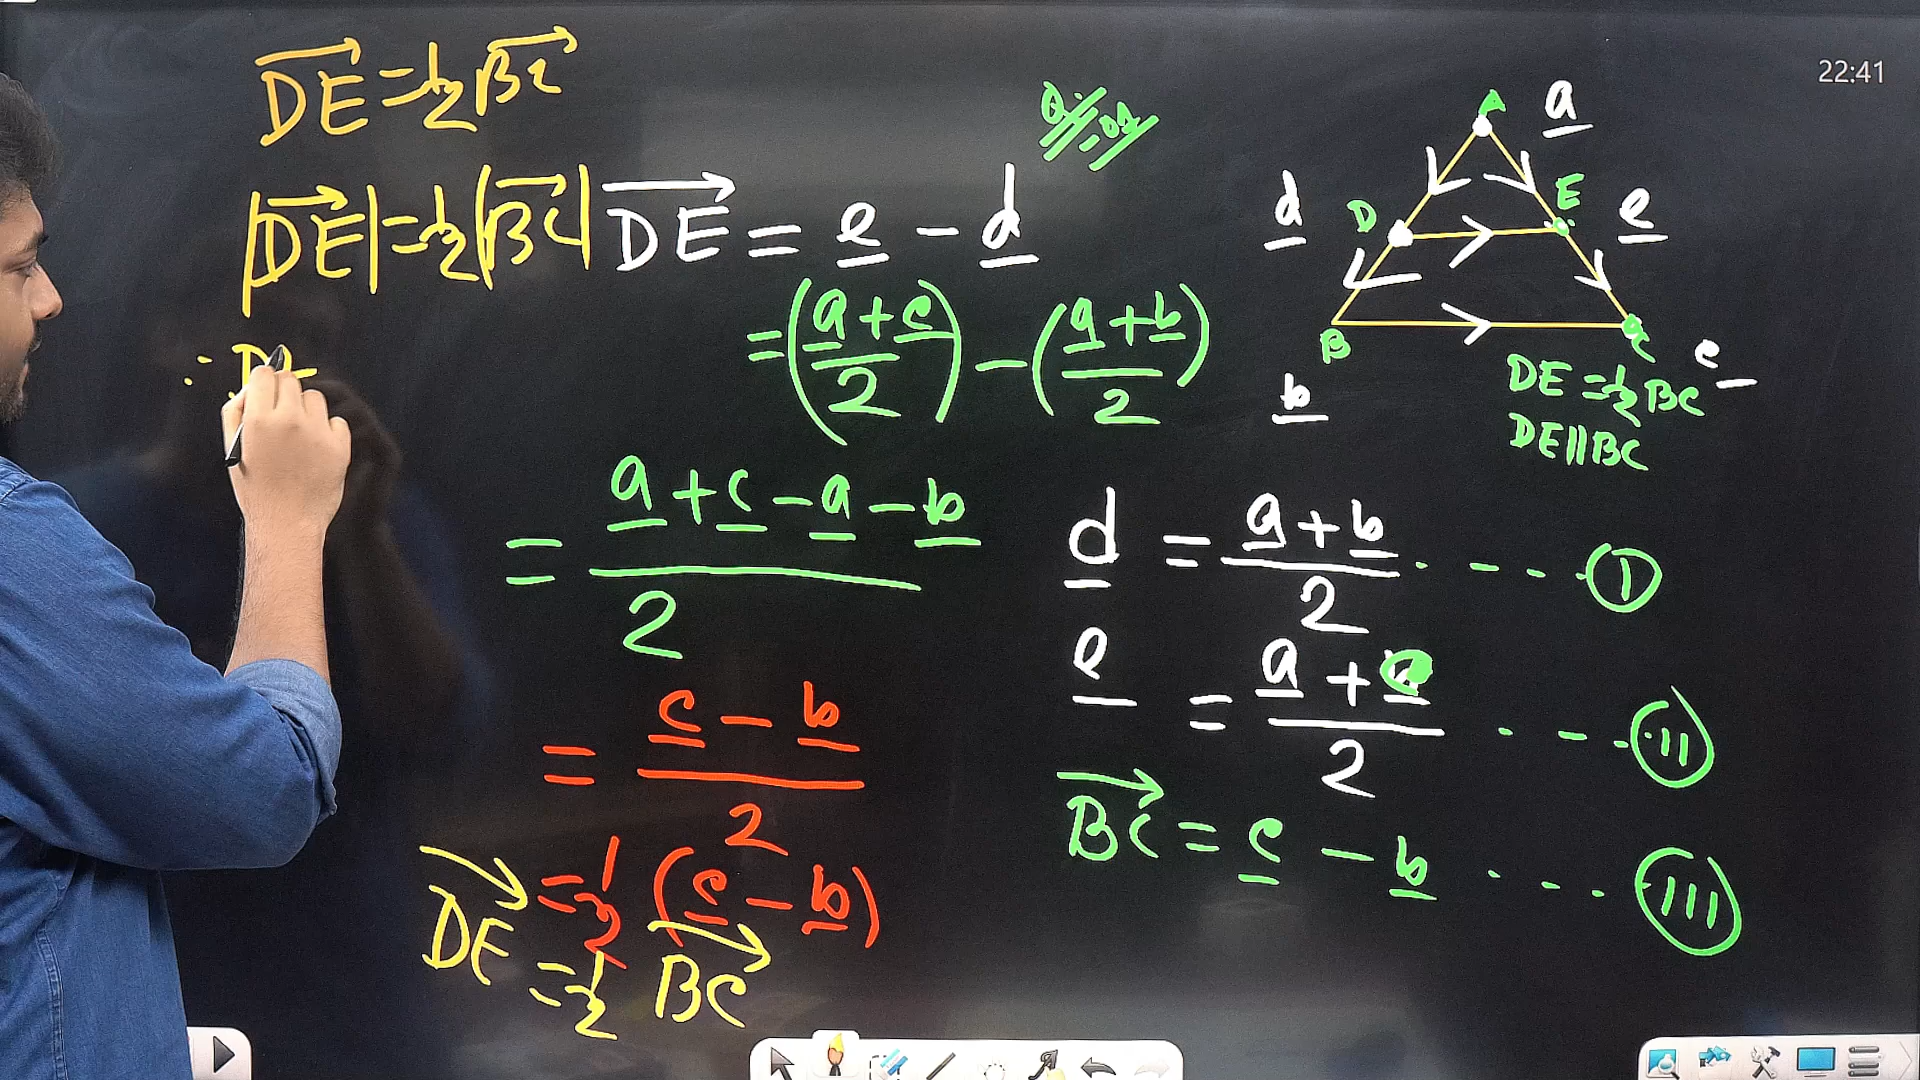 DE = 1/2 BC
|DE| = 1/2 |BC|
∴ DE
DE = e - d
= (a + c / 2) - (a + b / 2)
= a + c - a - b / 2
= c - b / 2
= 1/2 (c - b)
DE = 1/2 BC
22:41
A a
d D E e
B C
b c
DE = 1/2 BC
DE || BC
d = a + b / 2 ---- (I)
e = a + c / 2 ---- (II)
BC = c - b ---- (III)